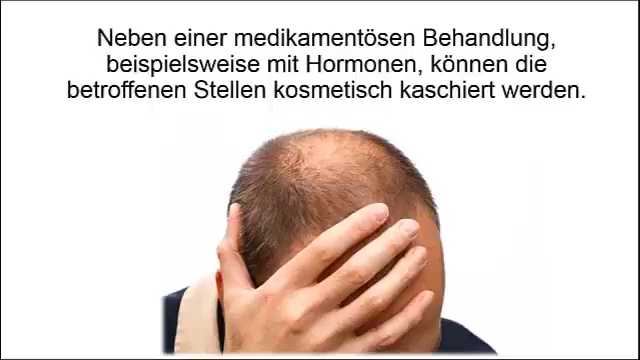 Neben einer medikamentösen Behandlung,
beispielsweise mit Hormonen, können die
betroffenen Stellen kosmetisch kaschiert werden.